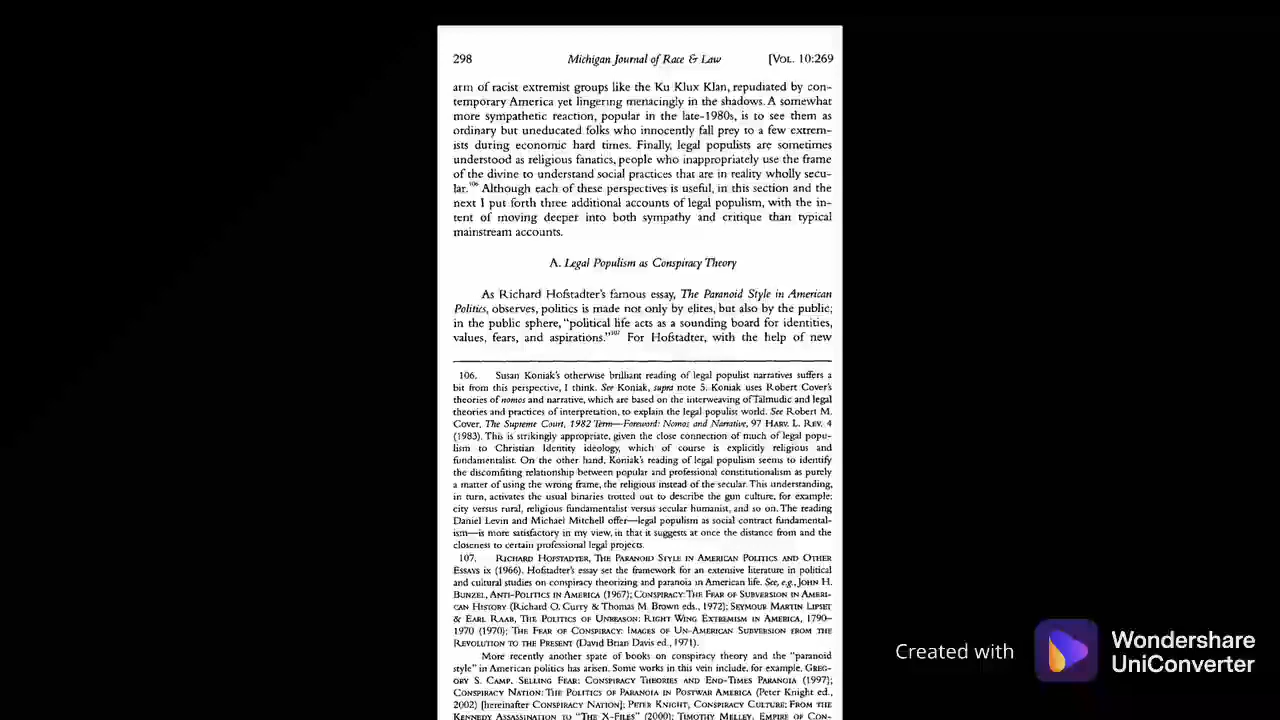 298 Michigan Journal of Race & Law [VOL. 10:269
arm of racist extremist groups like the Ku Klux Klan, repudiated by con-
temporary America yet lingering menacingly in the shadows. A somewhat
more sympathetic reaction, popular in the late-1980s, is to see them as
ordinary but uneducated folks who innocently fall prey to a few extrem-
ists during economic hard times. Finally, legal populists are sometimes
understood as religious fanatics, people who inappropriately use the frame
of the divine to understand social practices that are in reality wholly secu-
lar.106 Although each of these perspectives is useful, in this section and the
next I put forth three additional accounts of legal populism, with the in-
tent of moving deeper into both sympathy and critique than typical
mainstream accounts.
A. Legal Populism as Conspiracy Theory
As Richard Hofstadter's famous essay, The Paranoid Style in American
Politics, observes, politics is made not only by elites, but also by the public;
in the public sphere, "political life acts as a sounding board for identities,
values, fears, and aspirations."107 For Hofstadter, with the help of new
106. Susan Koniak's otherwise brilliant reading of legal populist narratives suffers a
bit from this perspective, I think. See Koniak, supra note 5. Koniak uses Robert Cover's
theories of nomos and narrative, which are based on the interweaving of Talmudic and legal
theories and practices of interpretation, to explain the legal populist world. See Robert M.
Cover, The Supreme Court, 1982 Term—Foreword: Nomos and Narrative, 97 HARV. L. REV. 4
(1983). This is strikingly appropriate, given the close connection of much of legal popu-
lism to Christian Identity ideology, which of course is explicitly religious and
fundamentalist. On the other hand, Koniak's reading of legal populism seems to identify
the discomfiting relationship between popular and professional constitutionalism as purely
a matter of using the wrong frame, the religious instead of the secular. This understanding,
in turn, activates the usual binaries trotted out to describe the gun culture, for example:
city versus rural, religious fundamentalist versus secular humanist, and so on. The reading
Daniel Levin and Michael Mitchell offer—legal populism as social contract fundamental-
ism—is more satisfactory in my view, in that it suggests at once the distance from and the
closeness to certain professional legal projects.
107. RICHARD HOFSTADTER, THE PARANOID STYLE IN AMERICAN POLITICS AND OTHER
ESSAYS ix (1966). Hofstadter's essay set the framework for an extensive literature in political
and cultural studies on conspiracy theorizing and paranoia in American life. See, e.g., JOHN H.
BUNZEL, ANTI-POLITICS IN AMERICA (1967); CONSPIRACY: THE FEAR OF SUBVERSION IN AMERI-
CAN HISTORY (Richard O. Curry & Thomas M. Brown eds., 1972); SEYMOUR MARTIN LIPSET
& EARL RAAB, THE POLITICS OF UNREASON: RIGHT WING EXTREMISM IN AMERICA, 1790–
1970 (1970); THE FEAR OF CONSPIRACY: IMAGES OF UN-AMERICAN SUBVERSION FROM THE
REVOLUTION TO THE PRESENT (David Brian Davis ed., 1971).
More recently another spate of books on conspiracy theory and the "paranoid
style" in American politics has arisen. Some works in this vein include, for example, GREG-
ORY S. CAMP, SELLING FEAR: CONSPIRACY THEORIES AND END-TIMES PARANOIA (1997);
CONSPIRACY NATION: THE POLITICS OF PARANOIA IN POSTWAR AMERICA (Peter Knight ed.,
2002) [hereinafter CONSPIRACY NATION]; PETER KNIGHT, CONSPIRACY CULTURE: FROM THE
KENNEDY ASSASSINATION TO "THE X-FILES" (2000); TIMOTHY MELLEY, EMPIRE OF CON-
Created with
Wondershare
UniConverter